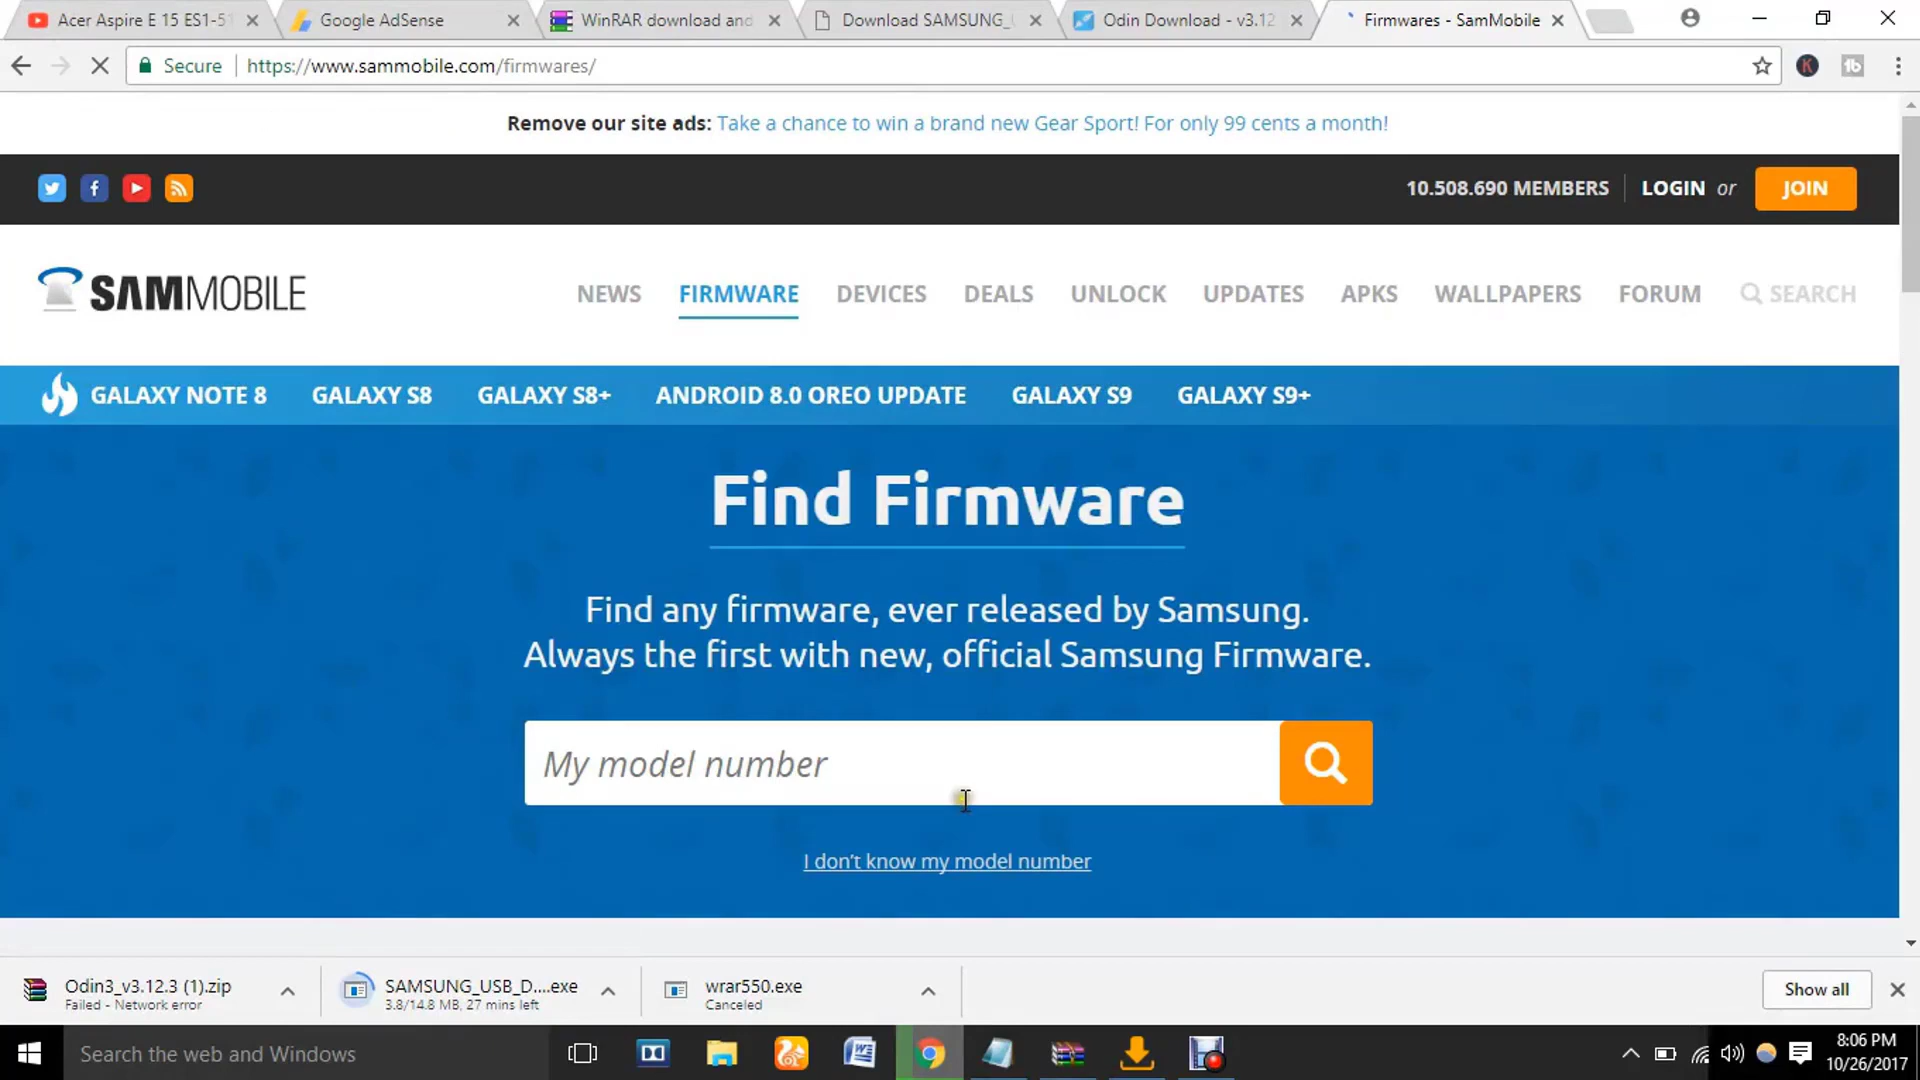 Acer Aspire E 15 ES1-51
Google AdSense
WinRAR download and
Download SAMSUNG_U
Odin Download - v3.12
Firmwares - SamMobile
Secure
https://www.sammobile.com/firmwares/
Remove our site ads: Take a chance to win a brand new Gear Sport! For only 99 cents a month!
10.508.690 MEMBERS
LOGIN or
JOIN
SAMMOBILE
NEWS
FIRMWARE
DEVICES
DEALS
UNLOCK
UPDATES
APKS
WALLPAPERS
FORUM
SEARCH
GALAXY NOTE 8
GALAXY S8
GALAXY S8+
ANDROID 8.0 OREO UPDATE
GALAXY S9
GALAXY S9+
Find Firmware
Find any firmware, ever released by Samsung.
Always the first with new, official Samsung Firmware.
My model number
I don't know my model number
Odin3_v3.12.3 (1).zip
Failed - Network error
SAMSUNG_USB_D....exe
3.8/14.8 MB, 27 mins left
wrar550.exe
Canceled
Show all
Search the web and Windows
8:06 PM
10/26/2017